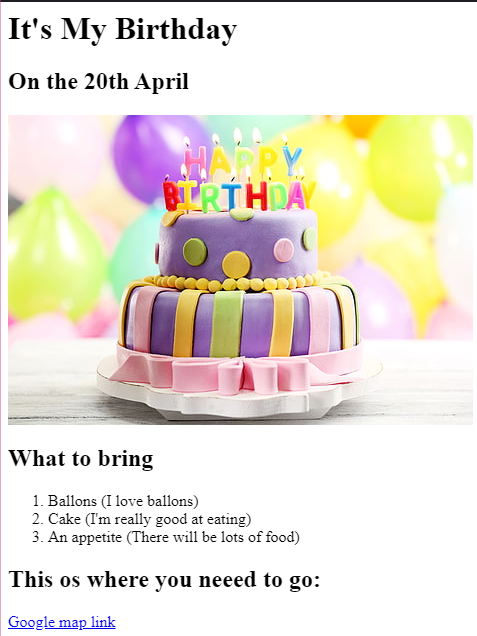 It's My Birthday
On the 20th April
HAPPY
BIRTHDAY
What to bring
1. Ballons (I love ballons)
2. Cake (I'm really good at eating)
3. An appetite (There will be lots of food)
This os where you neeed to go:
Google map link